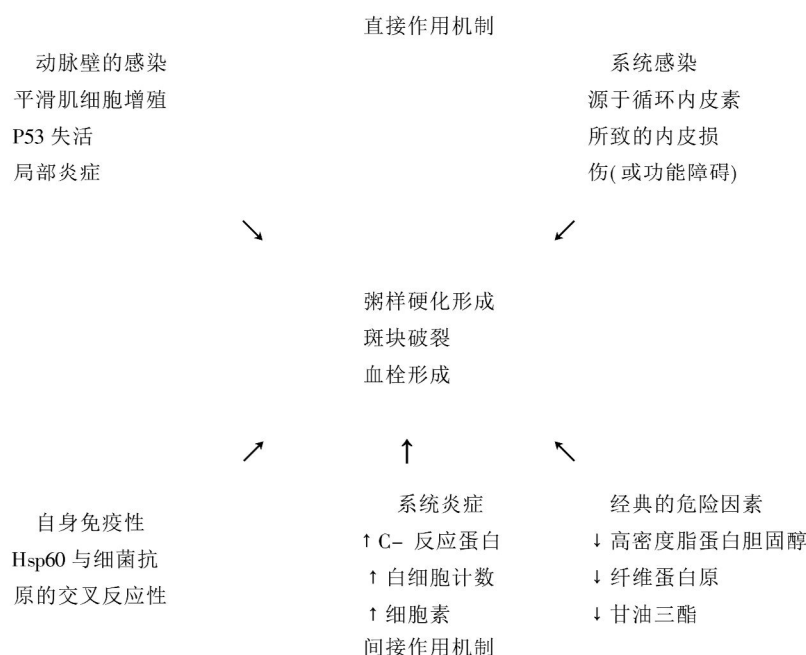 直接作用机制
动脉壁的感染
平滑肌细胞增殖
P53 失活
局部炎症
系统感染
源于循环内皮素
所致的内皮损
伤(或功能障碍)
↘
↙
粥样硬化形成
斑块破裂
血栓形成
↗
↑
↖
自身免疫性
Hsp60 与细菌抗
原的交叉反应性
系统炎症
↑C- 反应蛋白
↑白细胞计数
↑细胞素
经典的危险因素
↓高密度脂蛋白胆固醇
↓纤维蛋白原
↓甘油三酯
间接作用机制